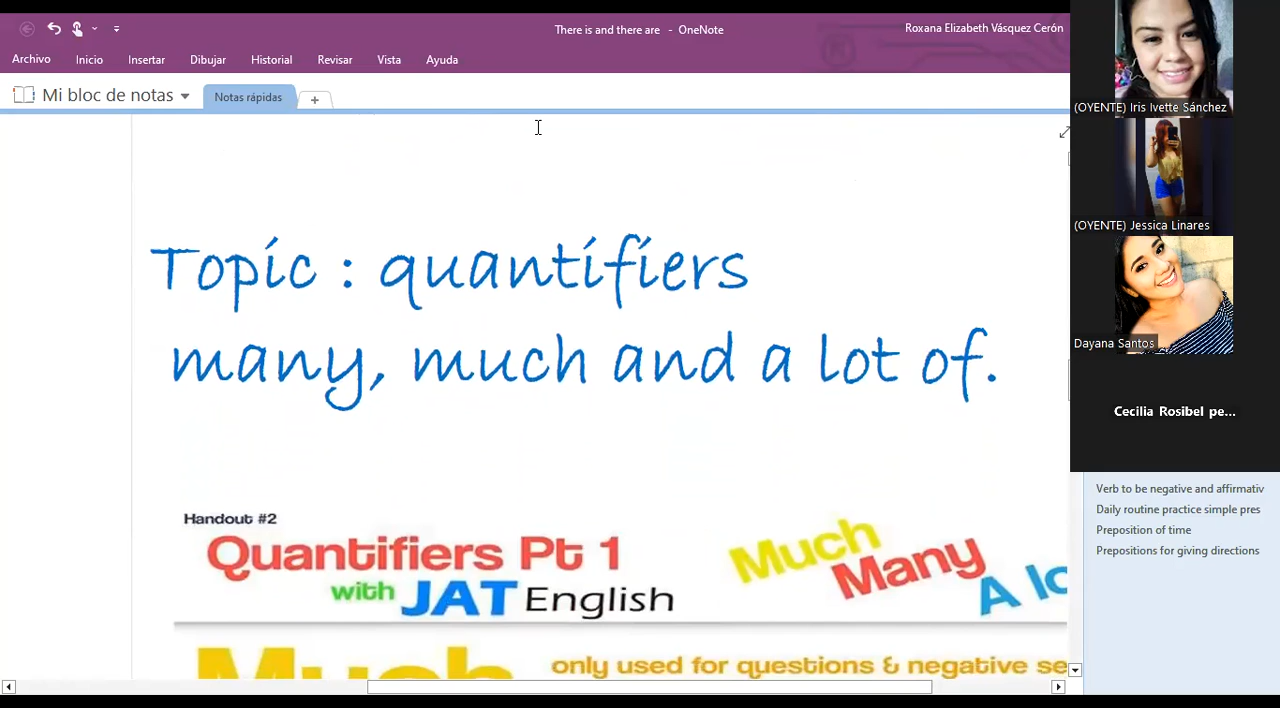 There is and there are - OneNote
Roxana Elizabeth Vásquez Cerón
Archivo Inicio Insertar Dibujar Historial Revisar Vista Ayuda
Mi bloc de notas
Notas rápidas
Topic : quantifiers
many, much and a lot of.
Handout #2
Quantifiers Pt 1
with JAT English
Much
Many
A lo
Much
only used for questions & negative se
(OYENTE) Iris Ivette Sánchez
(OYENTE) Jessica Linares
Dayana Santos
Cecilia Rosibel pe...
Verb to be negative and affirmativ
Daily routine practice simple pres
Preposition of time
Prepositions for giving directions